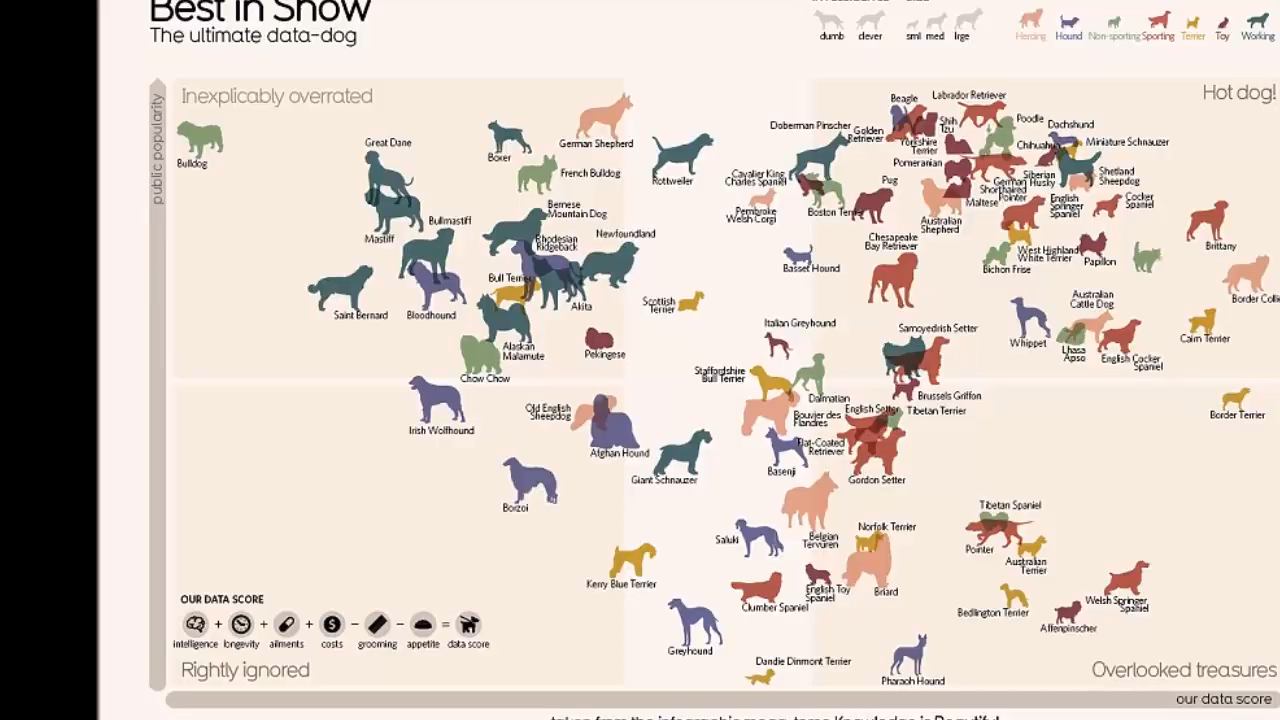 Best in Show
The ultimate data-dog
dumb clever
sml med lrge
Herding Hound Non-sporting Sporting Terrier Toy Working
public popularity
Inexplicably overrated
Hot dog!
Bulldog
Great Dane
Boxer
German Shepherd
French Bulldog
Rottweiler
Doberman Pinscher
Beagle
Labrador Retriever
Golden
Retriever
Shih
Tzu
Poodle
Dachshund
Yorkshire
Terrier
Chihuahua
Miniature Schnauzer
Pomeranian
Cavalier King
Charles Spaniel
Pug
Siberian
Husky
German
Shorthaired
Pointer
Shetland
Sheepdog
Maltese
English
Springer
Spaniel
Cocker
Spaniel
Pembroke
Welsh Corgi
Boston Terrier
Australian
Shepherd
Mastiff
Bullmastiff
Bernese
Mountain Dog
Rhodesian
Ridgeback
Newfoundland
Chesapeake
Bay Retriever
West Highland
White Terrier
Papillon
Brittany
Basset Hound
Bichon Frise
Bull Terrier
Saint Bernard
Bloodhound
Akita
Scottish
Terrier
Australian
Cattle Dog
Border Colli
Italian Greyhound
Samoyed
Irish Setter
Whippet
Lhasa
Apso
English Cocker
Spaniel
Cairn Terrier
Alaskan
Malamute
Pekingese
Chow Chow
Staffordshire
Bull Terrier
Dalmatian
Brussels Griffon
Irish Wolfhound
Old English
Sheepdog
Afghan Hound
Bouvier des
Flandres
English Setter
Tibetan Terrier
Border Terrier
Flat-Coated
Retriever
Giant Schnauzer
Basenji
Gordon Setter
Borzoi
Tibetan Spaniel
Saluki
Belgian
Tervuren
Norfolk Terrier
Pointer
Australian
Terrier
Kerry Blue Terrier
Clumber Spaniel
English Toy
Spaniel
Briard
Bedlington Terrier
Welsh Springer
Spaniel
Affenpinscher
Greyhound
Dandie Dinmont Terrier
Pharaoh Hound
OUR DATA SCORE
+ + + $ - - =
intelligence longevity ailments costs grooming appetite data score
Rightly ignored
Overlooked treasures
our data score